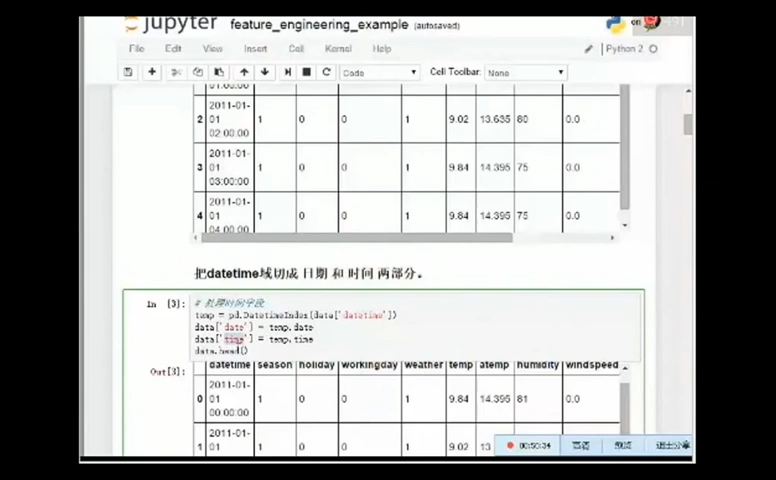 jupyter feature_engineering_example (autosaved)
File Edit View Insert Cell Kernel Help Python 2
Code Cell Toolbar: None
01:00:00
2 2011-01-01 02:00:00 1 0 0 1 9.02 13.635 80 0.0
3 2011-01-01 03:00:00 1 0 0 1 9.84 14.395 75 0.0
4 2011-01-01 04:00:00 1 0 0 1 9.84 14.395 75 0.0
把datetime域切成 日期 和 时间 两部分。
In [3]: # 处理时间字段
temp = pd.DatetimeIndex(data['datetime'])
data['date'] = temp.date
data['time'] = temp.time
data.head()
Out[3]: datetime season holiday workingday weather temp atemp humidity windspeed
0 2011-01-01 00:00:00 1 0 0 1 9.84 14.395 81 0.0
1 2011-01-01 1 0 0 1 9.02 13
00:50:34 退出分享